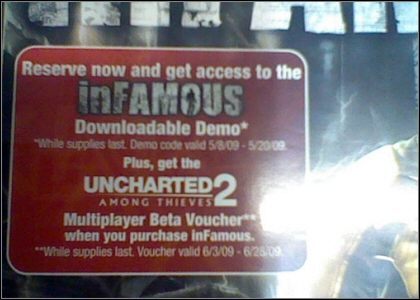 Reserve now and get access to the
inFAMOUS
Downloadable Demo*
*While supplies last. Demo code valid 5/8/09 - 5/20/09.
Plus, get the
UNCHARTED 2
AMONG THIEVES
Multiplayer Beta Voucher**
when you purchase inFamous.
**While supplies last. Voucher valid 6/3/09 - 6/28/09.